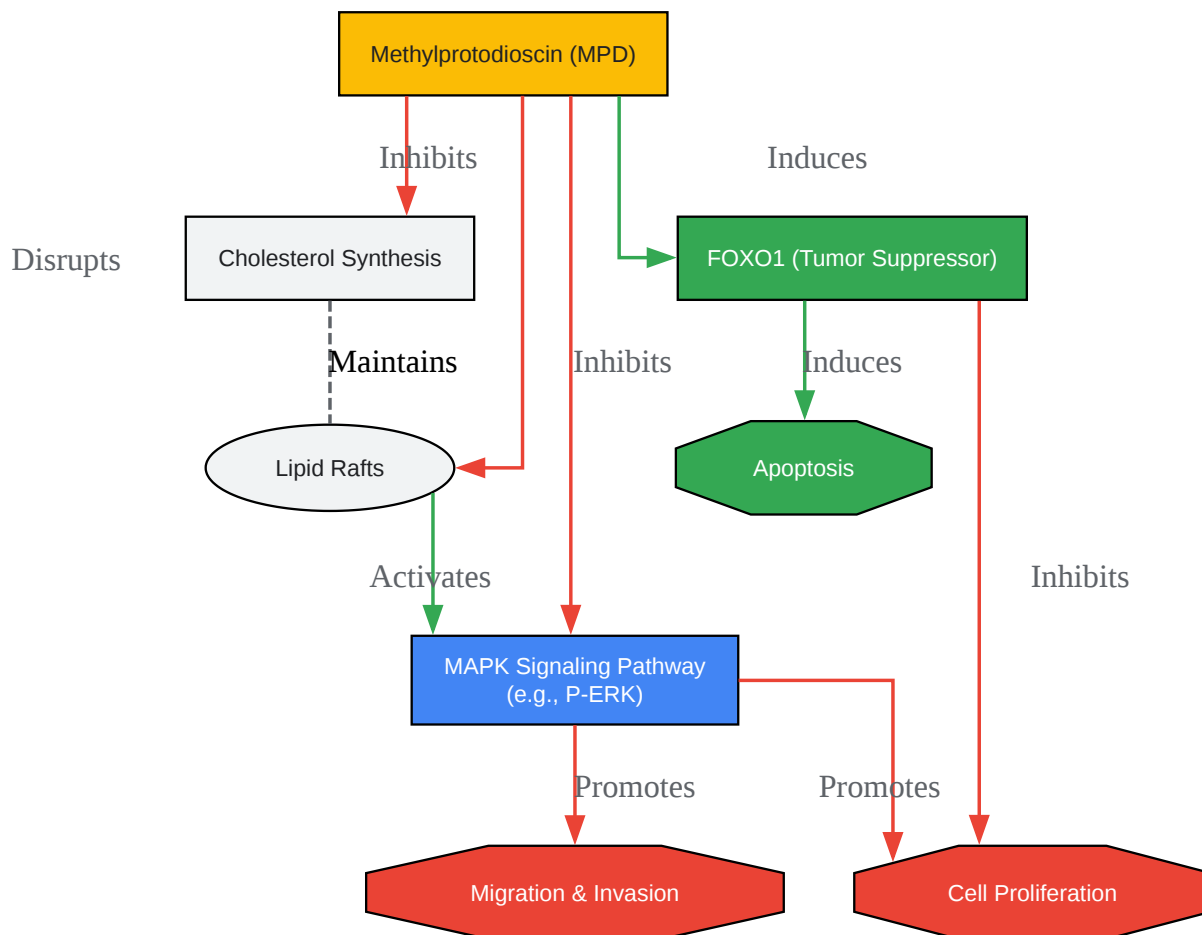 Methylprotodioscin (MPD)
Inhibits
Induces
Disrupts
Cholesterol Synthesis
FOXO1 (Tumor Suppressor)
Maintains
Inhibits
Induces
Lipid Rafts
Apoptosis
Activates
Inhibits
MAPK Signaling Pathway
(e.g., P-ERK)
Promotes
Promotes
Migration & Invasion
Cell Proliferation